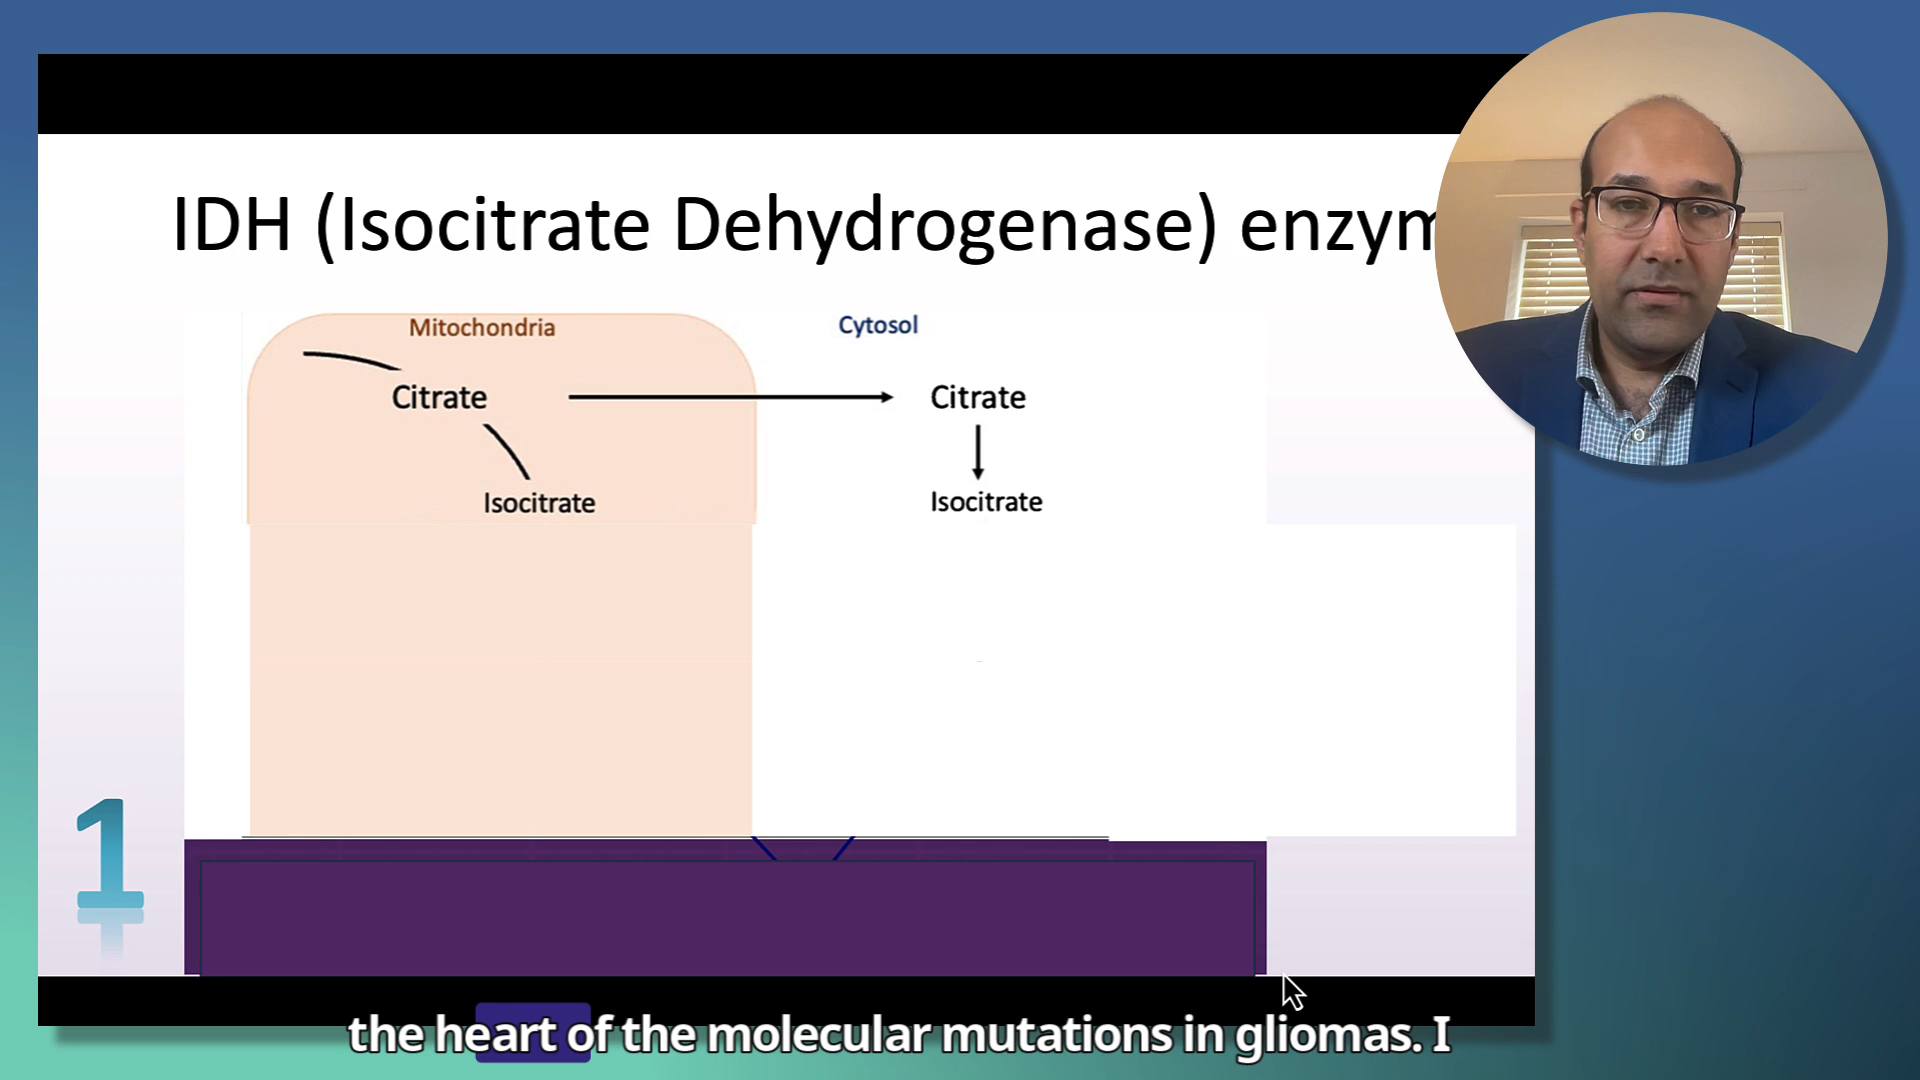 IDH (Isocitrate Dehydrogenase) enzym
Mitochondria
Cytosol
Citrate
Citrate
Isocitrate
Isocitrate
1
the heart of the molecular mutations in gliomas. I